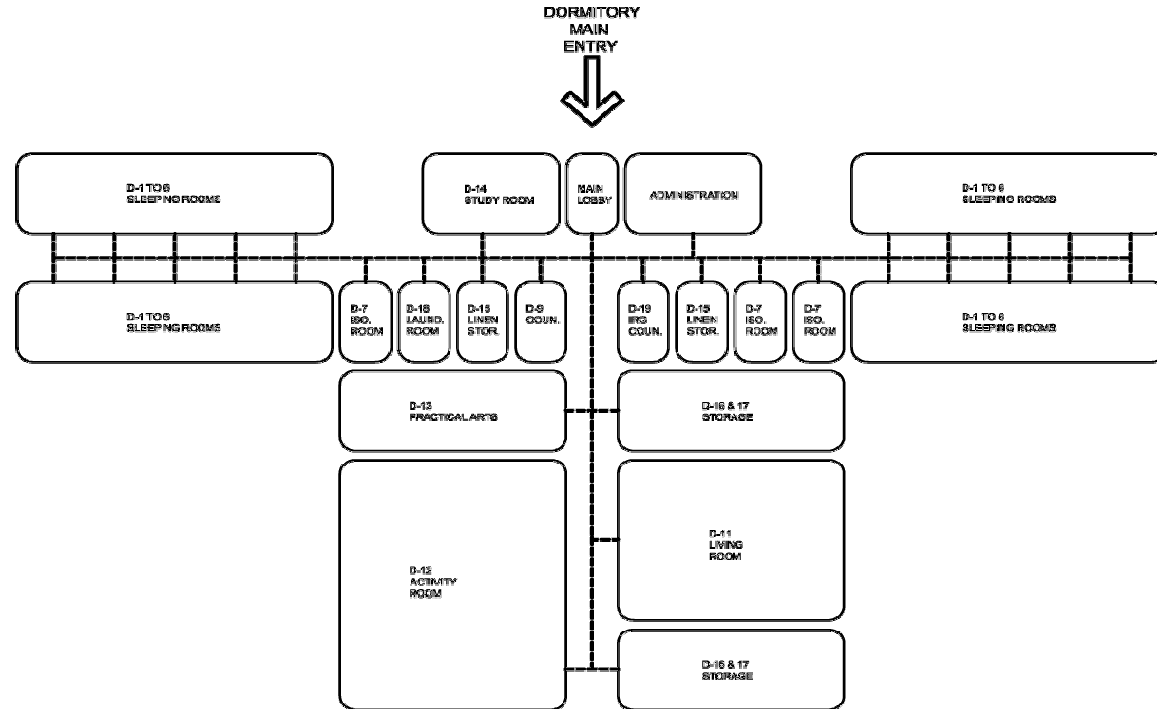 DORMITORY
MAIN
ENTRY
D-1 TO 6
SLEEPING ROOMS
D-14
STUDY ROOM
MAIN
LOBBY
ADMINISTRATION
D-1 TO 6
SLEEPING ROOMS
D-1 TO 6
SLEEPING ROOMS
D-7
ISO.
ROOM
D-18
LAUND.
ROOM
D-15
LINEN
STOR.
D-9
COUN.
D-19
IRG
COUN.
D-15
LINEN
STOR.
D-7
ISO.
ROOM
D-7
ISO.
ROOM
D-1 TO 6
SLEEPING ROOMS
D-13
PRACTICAL ARTS
D-16 & 17
STORAGE
D-12
ACTIVITY
ROOM
D-11
LIVING
ROOM
D-16 & 17
STORAGE